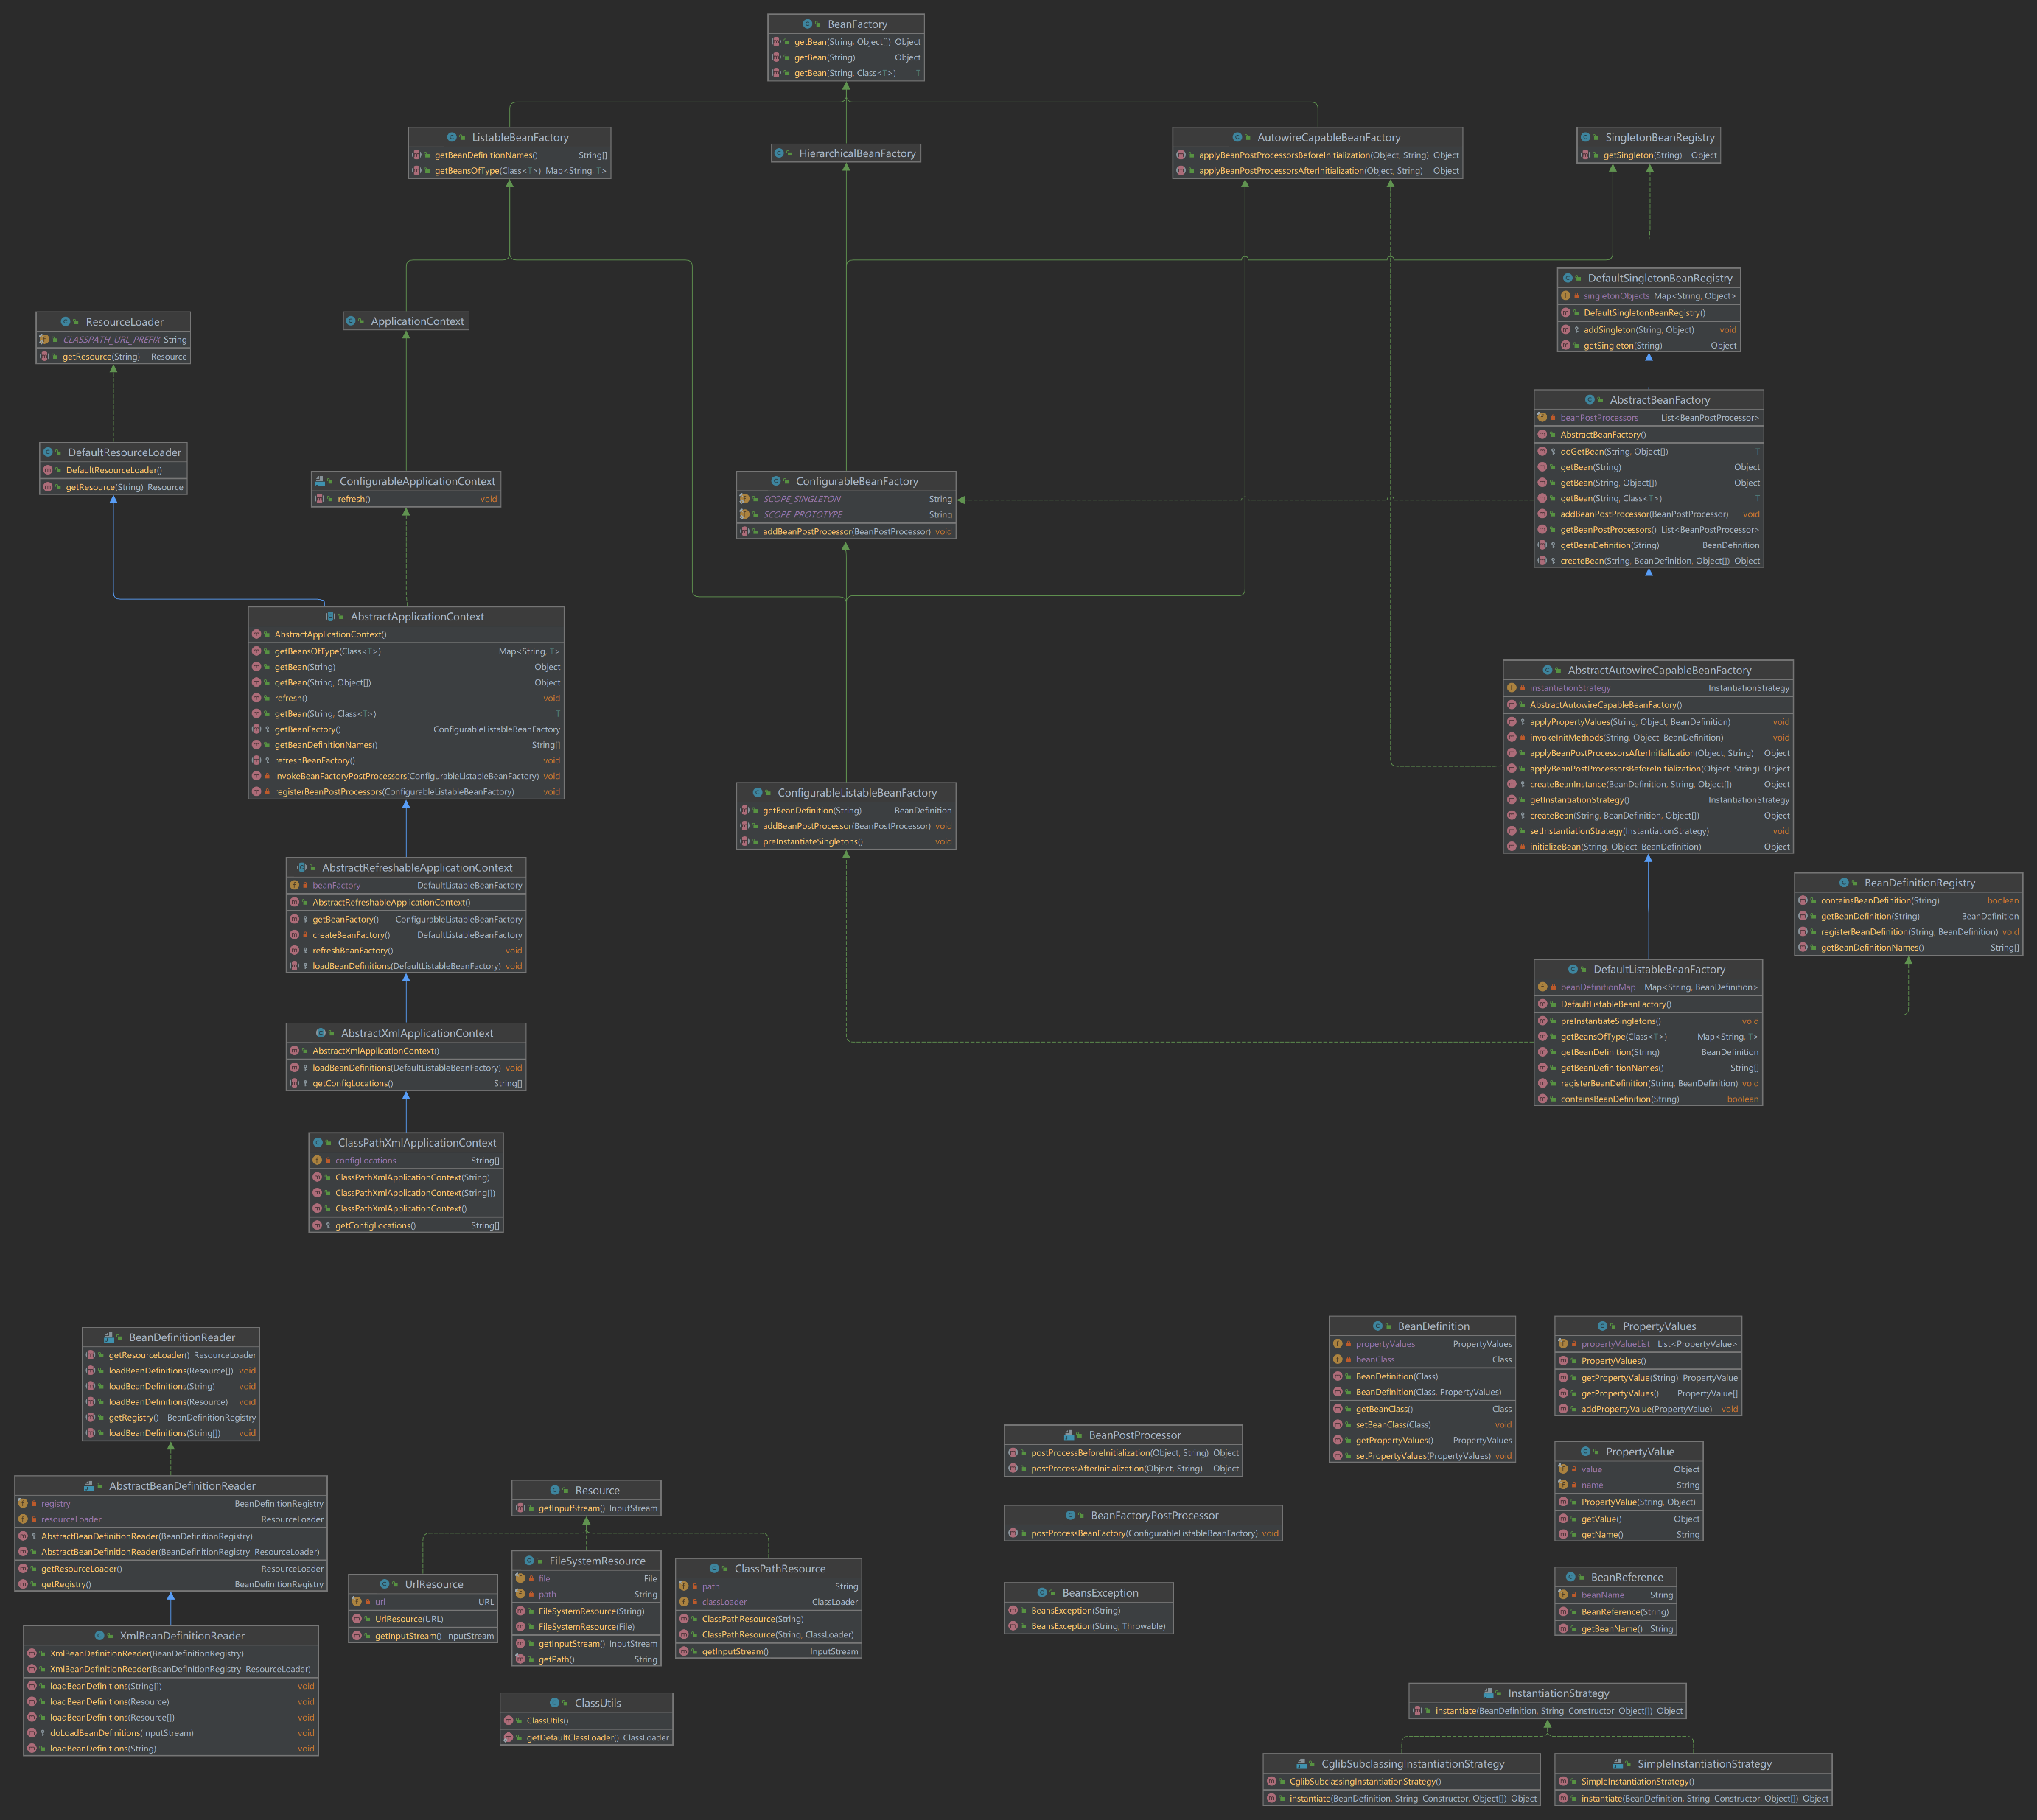 BeanFactory
getBean(String, Object[]) Object
getBean(String) Object
getBean(String, Class<T>) T
ListableBeanFactory
getBeanDefinitionNames() String[]
getBeansOfType(Class<T>) Map<String, T>
HierarchicalBeanFactory
AutowireCapableBeanFactory
applyBeanPostProcessorsBeforeInitialization(Object, String) Object
applyBeanPostProcessorsAfterInitialization(Object, String) Object
SingletonBeanRegistry
getSingleton(String) Object
DefaultSingletonBeanRegistry
singletonObjects Map<String, Object>
DefaultSingletonBeanRegistry()
addSingleton(String, Object) void
getSingleton(String) Object
ResourceLoader
CLASSPATH_URL_PREFIX String
getResource(String) Resource
ApplicationContext
AbstractBeanFactory
beanPostProcessors List<BeanPostProcessor>
AbstractBeanFactory()
doGetBean(String, Object[]) T
getBean(String) Object
getBean(String, Object[]) Object
getBean(String, Class<T>) T
addBeanPostProcessor(BeanPostProcessor) void
getBeanPostProcessors() List<BeanPostProcessor>
getBeanDefinition(String) BeanDefinition
createBean(String, BeanDefinition, Object[]) Object
DefaultResourceLoader
DefaultResourceLoader()
getResource(String) Resource
ConfigurableApplicationContext
refresh() void
ConfigurableBeanFactory
SCOPE_SINGLETON String
SCOPE_PROTOTYPE String
addBeanPostProcessor(BeanPostProcessor) void
AbstractApplicationContext
AbstractApplicationContext()
getBeansOfType(Class<T>) Map<String, T>
getBean(String) Object
getBean(String, Object[]) Object
refresh() void
getBean(String, Class<T>) T
getBeanFactory() ConfigurableListableBeanFactory
getBeanDefinitionNames() String[]
refreshBeanFactory() void
invokeBeanFactoryPostProcessors(ConfigurableListableBeanFactory) void
registerBeanPostProcessors(ConfigurableListableBeanFactory) void
AbstractAutowireCapableBeanFactory
instantiationStrategy InstantiationStrategy
AbstractAutowireCapableBeanFactory()
applyPropertyValues(String, Object, BeanDefinition) void
invokeInitMethods(String, Object, BeanDefinition) void
applyBeanPostProcessorsAfterInitialization(Object, String) Object
applyBeanPostProcessorsBeforeInitialization(Object, String) Object
createBeanInstance(BeanDefinition, String, Object[]) Object
getInstantiationStrategy() InstantiationStrategy
createBean(String, BeanDefinition, Object[]) Object
setInstantiationStrategy(InstantiationStrategy) void
initializeBean(String, Object, BeanDefinition) Object
ConfigurableListableBeanFactory
getBeanDefinition(String) BeanDefinition
addBeanPostProcessor(BeanPostProcessor) void
preInstantiateSingletons() void
AbstractRefreshableApplicationContext
beanFactory DefaultListableBeanFactory
AbstractRefreshableApplicationContext()
getBeanFactory() ConfigurableListableBeanFactory
createBeanFactory() DefaultListableBeanFactory
refreshBeanFactory() void
loadBeanDefinitions(DefaultListableBeanFactory) void
BeanDefinitionRegistry
containsBeanDefinition(String) boolean
getBeanDefinition(String) BeanDefinition
registerBeanDefinition(String, BeanDefinition) void
getBeanDefinitionNames() String[]
DefaultListableBeanFactory
beanDefinitionMap Map<String, BeanDefinition>
DefaultListableBeanFactory()
preInstantiateSingletons() void
getBeansOfType(Class<T>) Map<String, T>
getBeanDefinition(String) BeanDefinition
getBeanDefinitionNames() String[]
registerBeanDefinition(String, BeanDefinition) void
containsBeanDefinition(String) boolean
AbstractXmlApplicationContext
AbstractXmlApplicationContext()
loadBeanDefinitions(DefaultListableBeanFactory) void
getConfigLocations() String[]
ClassPathXmlApplicationContext
configLocations String[]
ClassPathXmlApplicationContext(String)
ClassPathXmlApplicationContext(String[])
ClassPathXmlApplicationContext()
getConfigLocations() String[]
BeanDefinitionReader
getResourceLoader() ResourceLoader
loadBeanDefinitions(Resource[]) void
loadBeanDefinitions(String) void
loadBeanDefinitions(Resource) void
getRegistry() BeanDefinitionRegistry
loadBeanDefinitions(String[]) void
AbstractBeanDefinitionReader
registry BeanDefinitionRegistry
resourceLoader ResourceLoader
AbstractBeanDefinitionReader(BeanDefinitionRegistry)
AbstractBeanDefinitionReader(BeanDefinitionRegistry, ResourceLoader)
getResourceLoader() ResourceLoader
getRegistry() BeanDefinitionRegistry
XmlBeanDefinitionReader
XmlBeanDefinitionReader(BeanDefinitionRegistry)
XmlBeanDefinitionReader(BeanDefinitionRegistry, ResourceLoader)
loadBeanDefinitions(String[]) void
loadBeanDefinitions(Resource) void
loadBeanDefinitions(Resource[]) void
doLoadBeanDefinitions(InputStream) void
loadBeanDefinitions(String) void
Resource
getInputStream() InputStream
UrlResource
url URL
UrlResource(URL)
getInputStream() InputStream
FileSystemResource
file File
path String
FileSystemResource(String)
FileSystemResource(File)
getInputStream() InputStream
getPath() String
ClassPathResource
path String
classLoader ClassLoader
ClassPathResource(String)
ClassPathResource(String, ClassLoader)
getInputStream() InputStream
ClassUtils
ClassUtils()
getDefaultClassLoader() ClassLoader
BeanPostProcessor
postProcessBeforeInitialization(Object, String) Object
postProcessAfterInitialization(Object, String) Object
BeanFactoryPostProcessor
postProcessBeanFactory(ConfigurableListableBeanFactory) void
BeansException
BeansException(String)
BeansException(String, Throwable)
BeanDefinition
propertyValues PropertyValues
beanClass Class
BeanDefinition(Class)
BeanDefinition(Class, PropertyValues)
getBeanClass() Class
setBeanClass(Class) void
getPropertyValues() PropertyValues
setPropertyValues(PropertyValues) void
PropertyValues
propertyValueList List<PropertyValue>
PropertyValues()
getPropertyValue(String) PropertyValue
getPropertyValues() PropertyValue[]
addPropertyValue(PropertyValue) void
PropertyValue
value Object
name String
PropertyValue(String, Object)
getValue() Object
getName() String
BeanReference
beanName String
BeanReference(String)
getBeanName() String
InstantiationStrategy
instantiate(BeanDefinition, String, Constructor, Object[]) Object
CglibSubclassingInstantiationStrategy
CglibSubclassingInstantiationStrategy()
instantiate(BeanDefinition, String, Constructor, Object[]) Object
SimpleInstantiationStrategy
SimpleInstantiationStrategy()
instantiate(BeanDefinition, String, Constructor, Object[]) Object